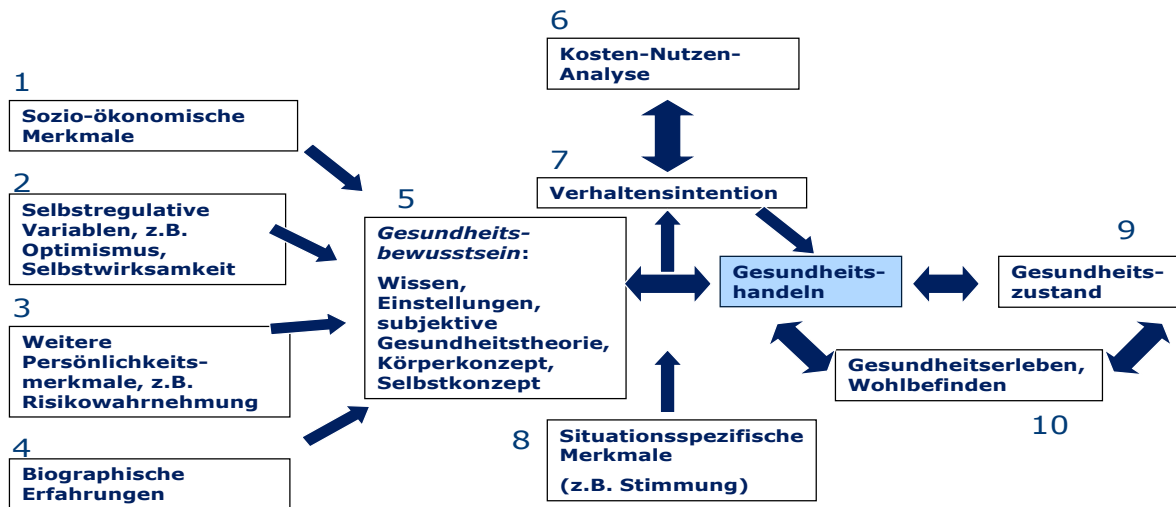 1
Sozio-ökonomische
Merkmale
2
Selbstregulative
Variablen, z.B.
Optimismus,
Selbstwirksamkeit
3
Weitere
Persönlichkeits-
merkmale, z.B.
Risikowahrnehmung
4
Biographische
Erfahrungen
5
Gesundheits-
bewusstsein:
Wissen,
Einstellungen,
subjektive
Gesundheitstheorie,
Körperkonzept,
Selbstkonzept
6
Kosten-Nutzen-
Analyse
7
Verhaltensintention
Gesundheits-
handeln
8
Situationsspezifische
Merkmale
(z.B. Stimmung)
9
Gesundheits-
zustand
Gesundheitserleben,
Wohlbefinden
10